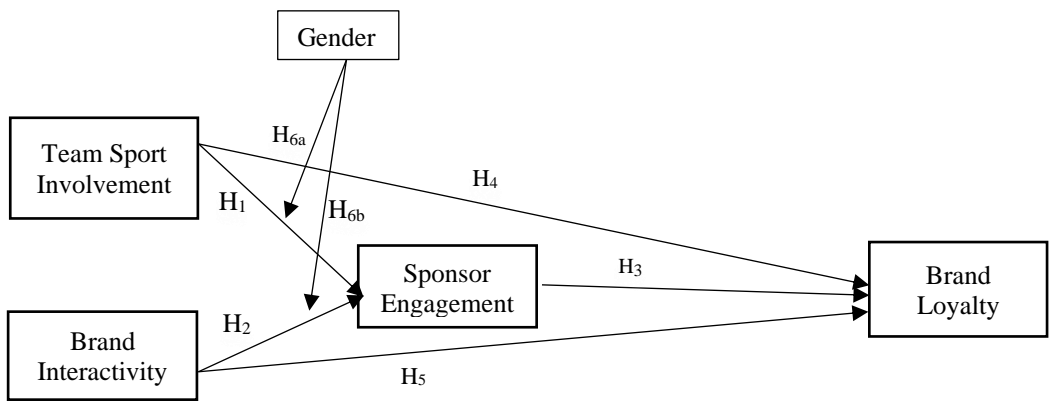 Gender
H6a
Team Sport
Involvement
H4
H1
H6b
Sponsor
Engagement
H3
Brand
Loyalty
H2
Brand
Interactivity
H5